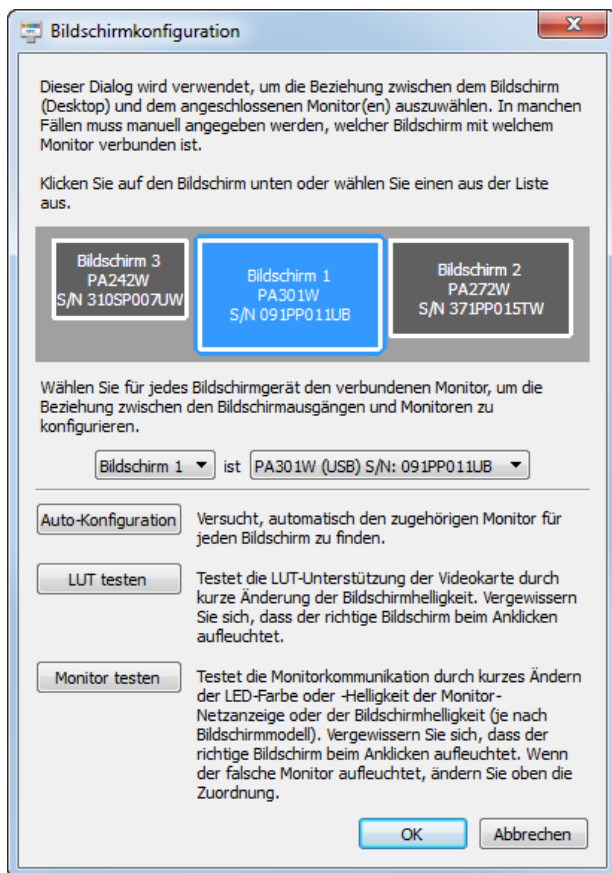 Bildschirmkonfiguration
Dieser Dialog wird verwendet, um die Beziehung zwischen dem Bildschirm
(Desktop) und dem angeschlossenen Monitor(en) auszuwählen. In manchen
Fällen muss manuell angegeben werden, welcher Bildschirm mit welchem
Monitor verbunden ist.
Klicken Sie auf den Bildschirm unten oder wählen Sie einen aus der Liste
aus.
Bildschirm 3
PA242W
S/N 310SP007UW
Bildschirm 1
PA301W
S/N 091PP011UB
Bildschirm 2
PA272W
S/N 371PP015TW
Wählen Sie für jedes Bildschirmgerät den verbundenen Monitor, um die
Beziehung zwischen den Bildschirmausgängen und Monitoren zu
konfigurieren.
Bildschirm 1 ist PA301W (USB) S/N: 091PP011UB
Auto-Konfiguration
Versucht, automatisch den zugehörigen Monitor für
jeden Bildschirm zu finden.
LUT testen
Testet die LUT-Unterstützung der Videokarte durch
kurze Änderung der Bildschirmhelligkeit. Vergewissern
Sie sich, dass der richtige Bildschirm beim Anklicken
aufleuchtet.
Monitor testen
Testet die Monitorkommunikation durch kurzes Ändern
der LED-Farbe oder -Helligkeit der Monitor-
Netzanzeige oder der Bildschirmhelligkeit (je nach
Bildschirmmodell). Vergewissern Sie sich, dass der
richtige Bildschirm beim Anklicken aufleuchtet. Wenn
der falsche Monitor aufleuchtet, ändern Sie oben die
Zuordnung.
OK
Abbrechen